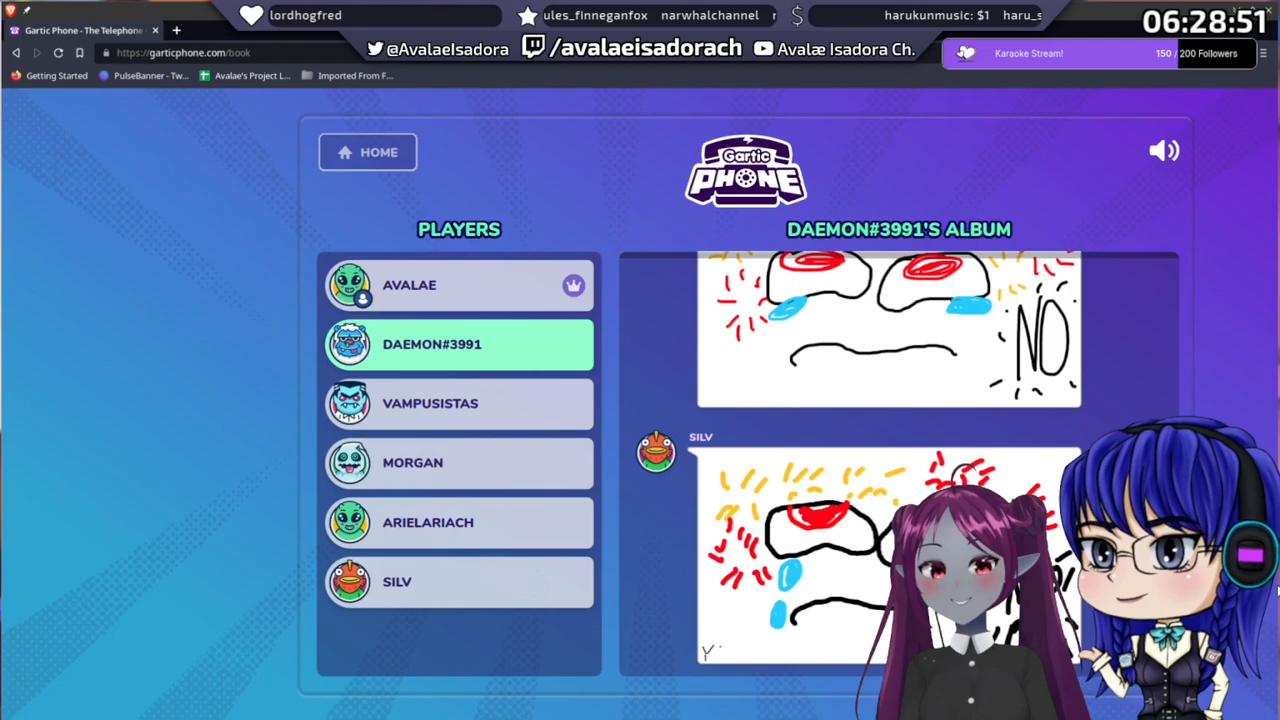 lordhogfred
ules_finneganfox narwhalchannel
harukunmusic: $1 haru_s
06:28:51
Gartic Phone - The Telephone
@AvalaeIsadora
/avalaeisadorach
Avalæ Isadora Ch.
https://garticphone.com/book
Karaoke Stream!
150 / 200 Followers
Getting Started
PulseBanner - Tw...
Avalae's Project L...
Imported From F...
HOME
Gartic
PHONE
PLAYERS
DAEMON#3991'S ALBUM
AVALAE
DAEMON#3991
VAMPUSISTAS
MORGAN
ARIELARIACH
SILV
NO
SILV
Y